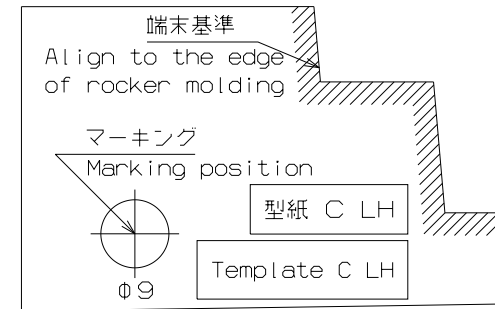 端末基準
Align to the edge
of rocker molding
マーキング
Marking position
型紙 C LH
Template C LH
φ9